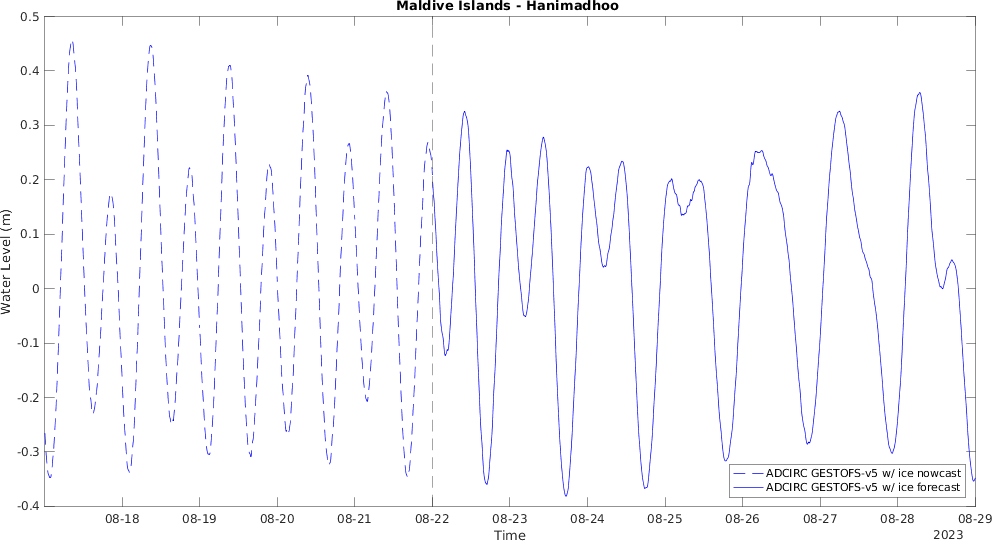 Maldive Islands - Hanimadhoo
0.5
0.4
0.3
0.2
0.1
0
-0.1
-0.2
-0.3
-0.4
Water Level (m)
ADCIRC GESTOFS-v5 w/ ice nowcast
ADCIRC GESTOFS-v5 w/ ice forecast
08-18 08-19 08-20 08-21 08-22 08-23 08-24 08-25 08-26 08-27 08-28 08-29
Time
2023